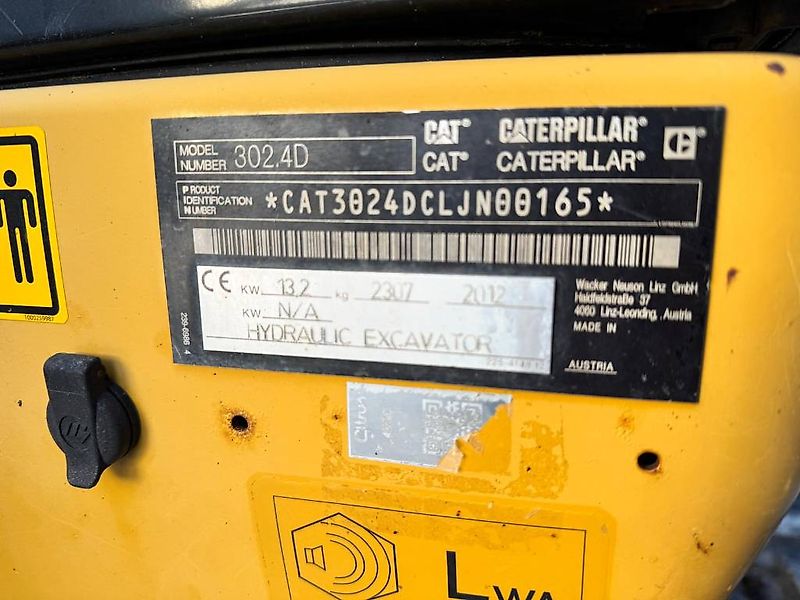 CAT® CATERPILLAR®
CAT® CATERPILLAR®
MODEL NUMBER 302.4D
PRODUCT IDENTIFICATION NUMBER *CAT3024DCLJN00165*
CE KW 13,2 kg 2307 2012
KW N/A
HYDRAULIC EXCAVATOR
Wacker Neuson Linz GmbH
Haidfeldstraße 37
4060 Linz-Leonding, Austria
MADE IN
AUSTRIA
LWA